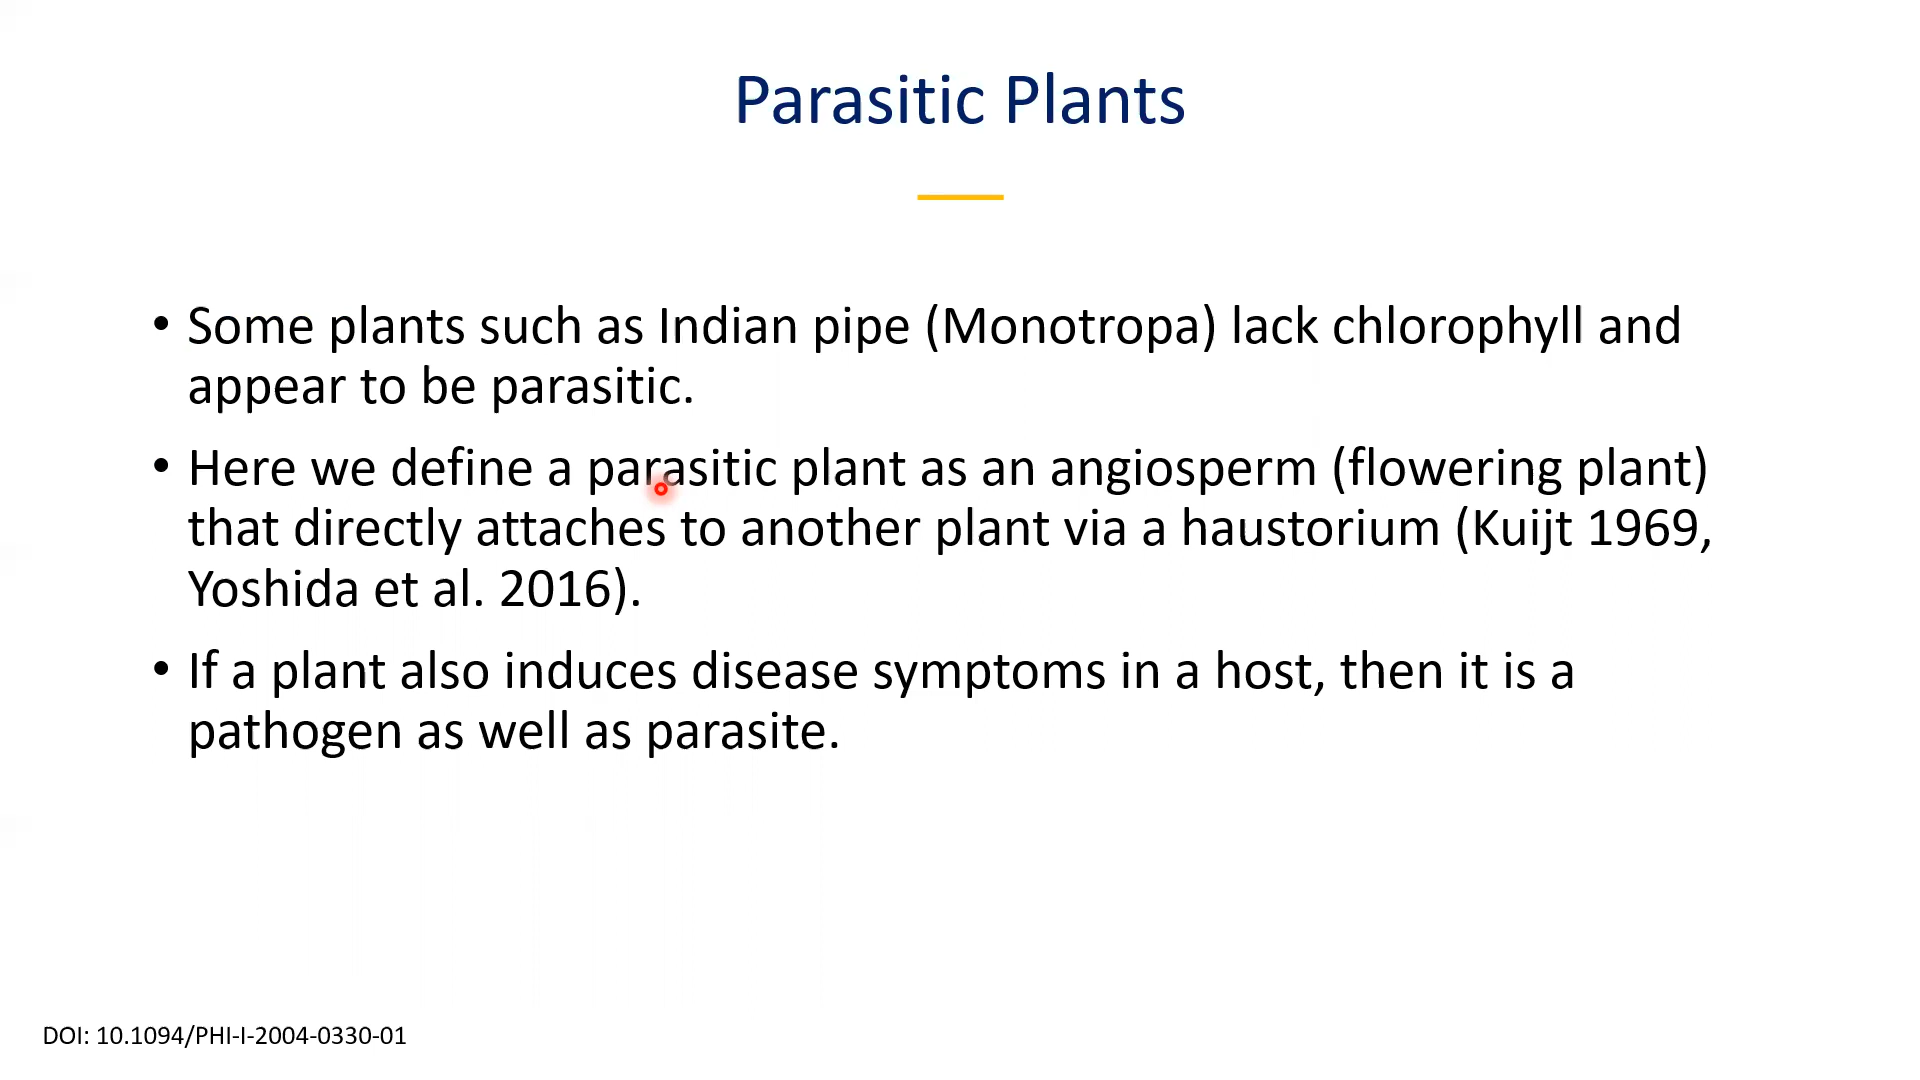 Parasitic Plants
• Some plants such as Indian pipe (Monotropa) lack chlorophyll and
appear to be parasitic.
• Here we define a parasitic plant as an angiosperm (flowering plant)
that directly attaches to another plant via a haustorium (Kuijt 1969,
Yoshida et al. 2016).
• If a plant also induces disease symptoms in a host, then it is a
pathogen as well as parasite.
DOI: 10.1094/PHI-I-2004-0330-01